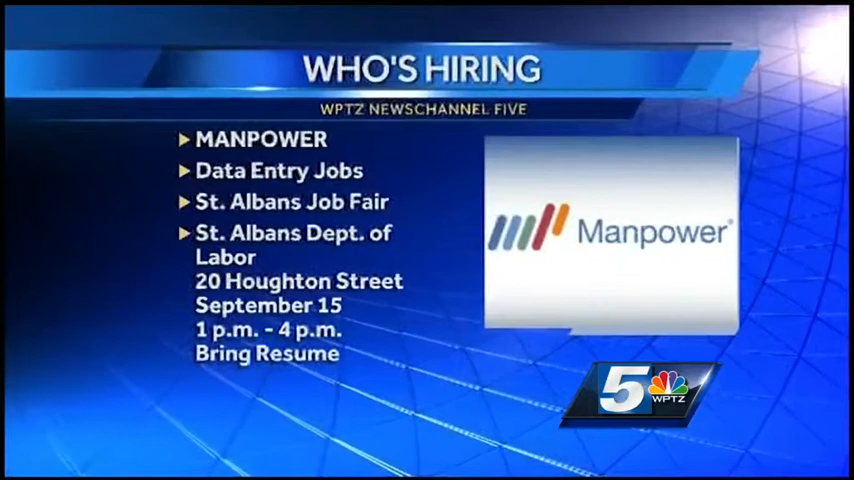 WHO'S HIRING
WPTZ NEWSCHANNEL FIVE
MANPOWER
Data Entry Jobs
St. Albans Job Fair
St. Albans Dept. of
Labor
20 Houghton Street
September 15
1 p.m. - 4 p.m.
Bring Resume
Manpower®
5
WPTZ